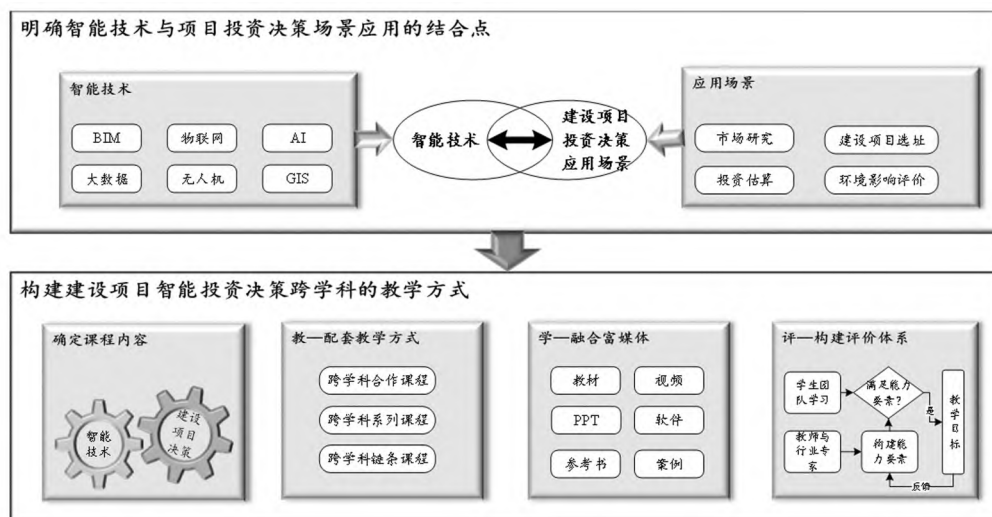 明确智能技术与项目投资决策场景应用的结合点
智能技术
BIM
物联网
AI
大数据
无人机
GIS
智能技术
建设项目
投资决策
应用场景
应用场景
市场研究
建设项目选址
投资估算
环境影响评价
构建建设项目智能投资决策跨学科的教学方式
确定课程内容
智能
技术
建设
项目
决策
教—配套教学方式
跨学科合作课程
跨学科系列课程
跨学科链条课程
学—融合富媒体
教材
视频
PPT
软件
参考书
案例
评—构建评价体系
学生团
队学习
满足能力
要素?
是
教学目标
教师与
行业专
家
构建能
力要素
反馈